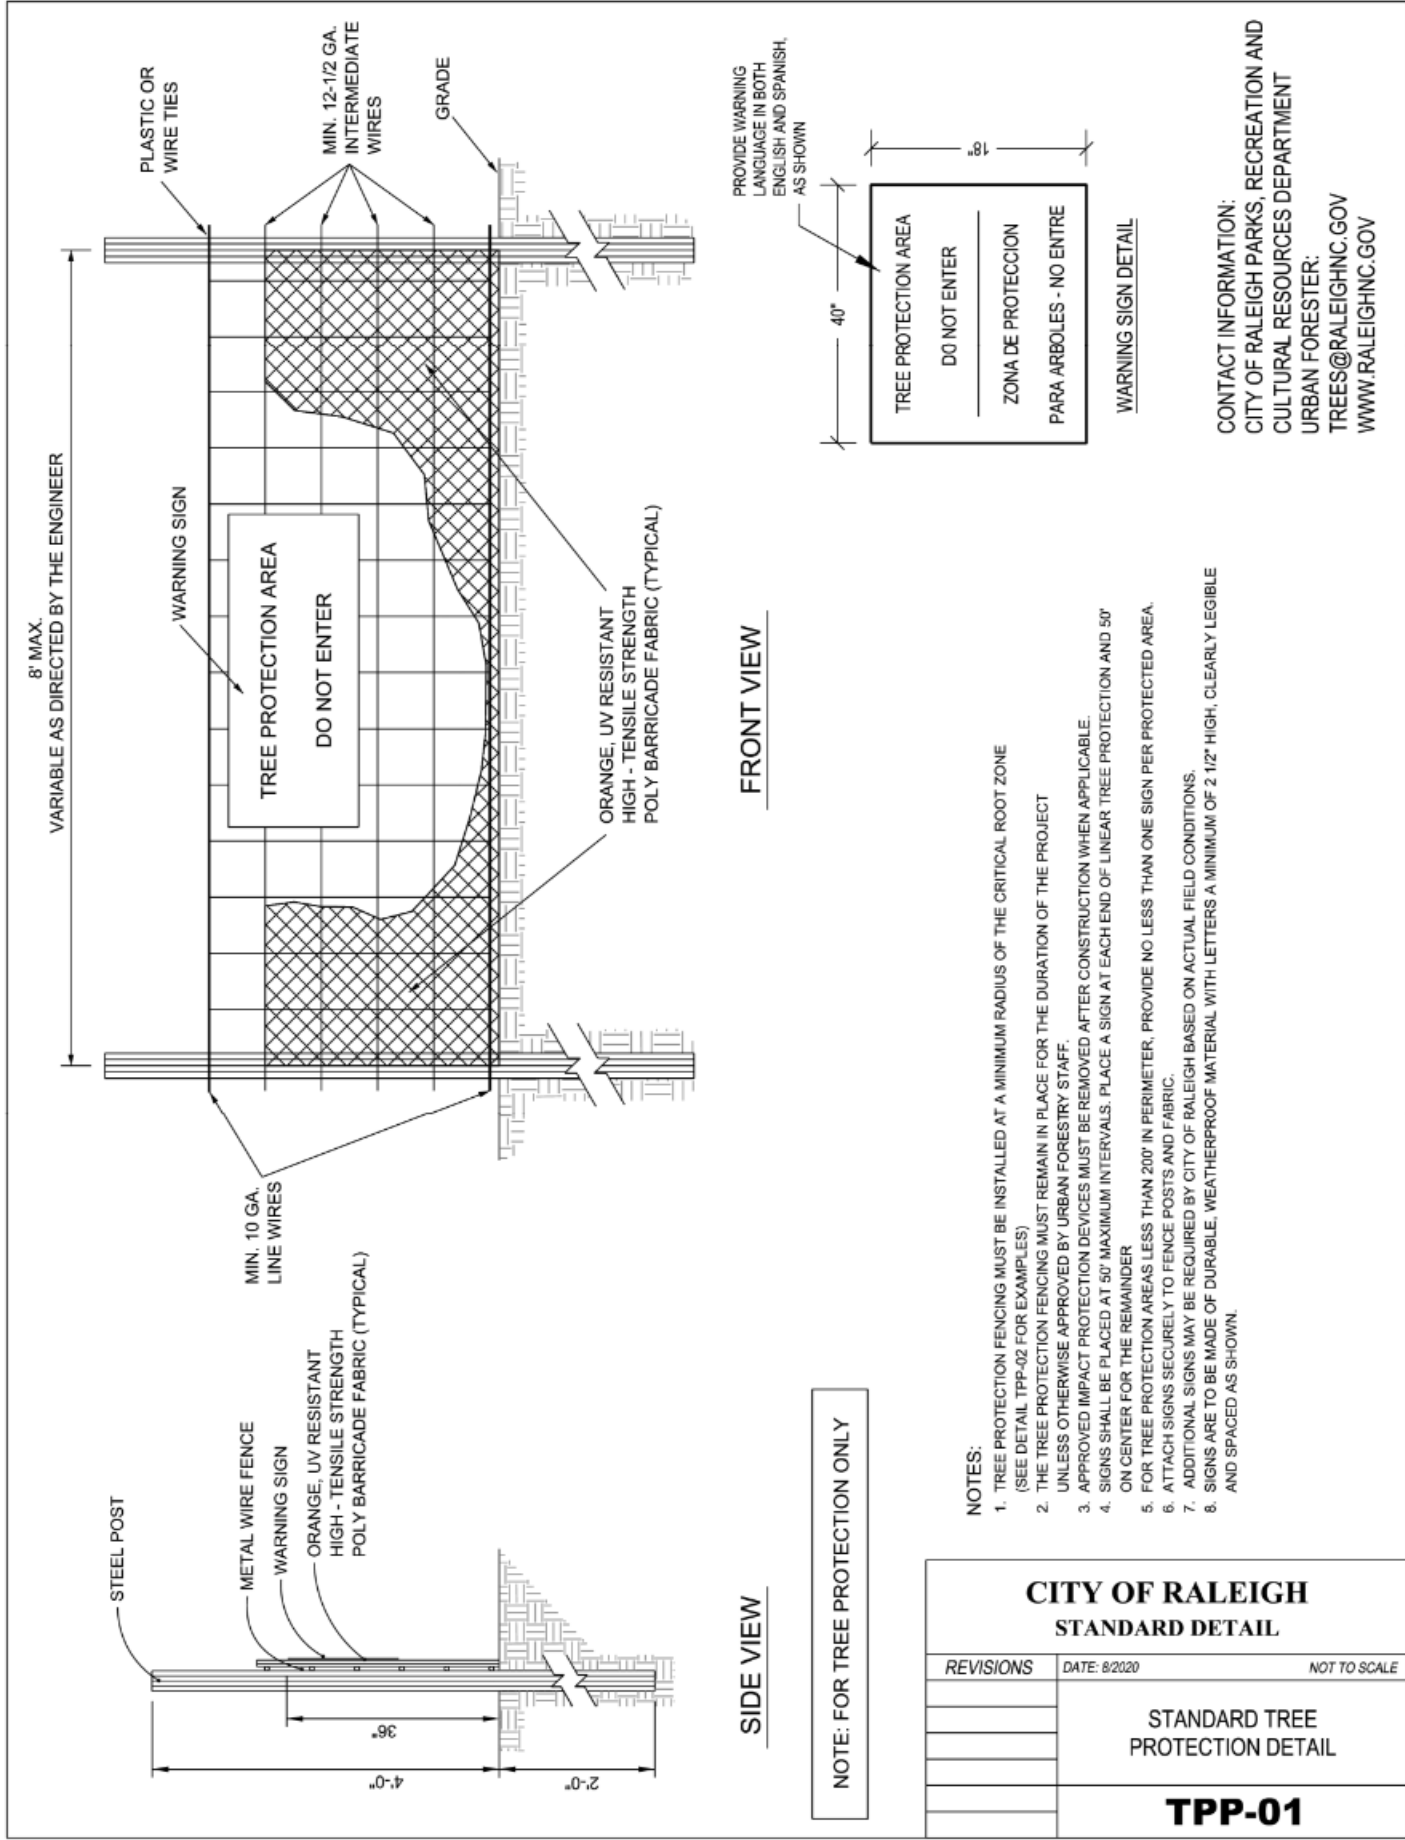 8' MAX.
VARIABLE AS DIRECTED BY THE ENGINEER
STEEL POST
METAL WIRE FENCE
WARNING SIGN
ORANGE, UV RESISTANT
HIGH - TENSILE STRENGTH
POLY BARRICADE FABRIC (TYPICAL)
4'-0"
36"
2'-0"
SIDE VIEW
MIN. 10 GA.
LINE WIRES
WARNING SIGN
TREE PROTECTION AREA
DO NOT ENTER
PLASTIC OR
WIRE TIES
MIN. 12-1/2 GA.
INTERMEDIATE
WIRES
GRADE
ORANGE, UV RESISTANT
HIGH - TENSILE STRENGTH
POLY BARRICADE FABRIC (TYPICAL)
FRONT VIEW
NOTE: FOR TREE PROTECTION ONLY
PROVIDE WARNING
LANGUAGE IN BOTH
ENGLISH AND SPANISH,
AS SHOWN
40"
18"
TREE PROTECTION AREA
DO NOT ENTER
ZONA DE PROTECCION
PARA ARBOLES - NO ENTRE
WARNING SIGN DETAIL
NOTES:
1. TREE PROTECTION FENCING MUST BE INSTALLED AT A MINIMUM RADIUS OF THE CRITICAL ROOT ZONE
(SEE DETAIL TPP-02 FOR EXAMPLES)
2. THE TREE PROTECTION FENCING MUST REMAIN IN PLACE FOR THE DURATION OF THE PROJECT
UNLESS OTHERWISE APPROVED BY URBAN FORESTRY STAFF.
3. APPROVED IMPACT PROTECTION DEVICES MUST BE REMOVED AFTER CONSTRUCTION WHEN APPLICABLE.
4. SIGNS SHALL BE PLACED AT 50' MAXIMUM INTERVALS. PLACE A SIGN AT EACH END OF LINEAR TREE PROTECTION AND 50'
ON CENTER FOR THE REMAINDER
5. FOR TREE PROTECTION AREAS LESS THAN 200' IN PERIMETER, PROVIDE NO LESS THAN ONE SIGN PER PROTECTED AREA.
6. ATTACH SIGNS SECURELY TO FENCE POSTS AND FABRIC.
7. ADDITIONAL SIGNS MAY BE REQUIRED BY CITY OF RALEIGH BASED ON ACTUAL FIELD CONDITIONS.
8. SIGNS ARE TO BE MADE OF DURABLE, WEATHERPROOF MATERIAL WITH LETTERS A MINIMUM OF 2 1/2" HIGH, CLEARLY LEGIBLE
AND SPACED AS SHOWN.
CONTACT INFORMATION:
CITY OF RALEIGH PARKS, RECREATION AND
CULTURAL RESOURCES DEPARTMENT
URBAN FORESTER:
TREES@RALEIGHNC.GOV
WWW.RALEIGHNC.GOV
CITY OF RALEIGH
STANDARD DETAIL
REVISIONS
DATE: 8/2020
NOT TO SCALE
STANDARD TREE
PROTECTION DETAIL
TPP-01